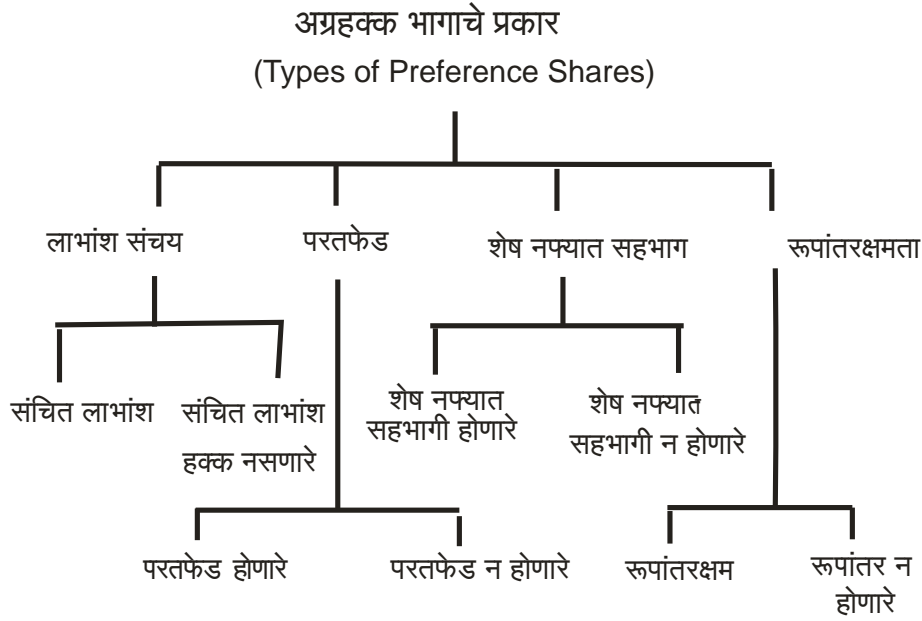 अग्रहक्क भागाचे प्रकार
(Types of Preference Shares)
लाभांश संचय
परतफेड
शेष नफ्यात सहभाग
रूपांतरक्षमता
संचित लाभांश
संचित लाभांश
हक्क नसणारे
शेष नफ्यात
सहभागी होणारे
शेष नफ्यात
सहभागी न होणारे
परतफेड होणारे
परतफेड न होणारे
रूपांतरक्षम
रूपांतर न
होणारे